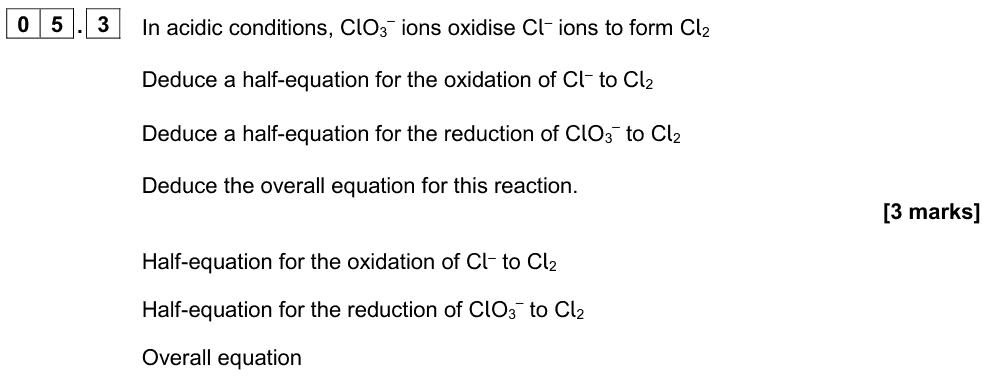 05.3 In acidic conditions, ClO₃⁻ ions oxidise Cl⁻ ions to form Cl₂
Deduce a half-equation for the oxidation of Cl⁻ to Cl₂
Deduce a half-equation for the reduction of ClO₃⁻ to Cl₂
Deduce the overall equation for this reaction.
[3 marks]
Half-equation for the oxidation of Cl⁻ to Cl₂
Half-equation for the reduction of ClO₃⁻ to Cl₂
Overall equation